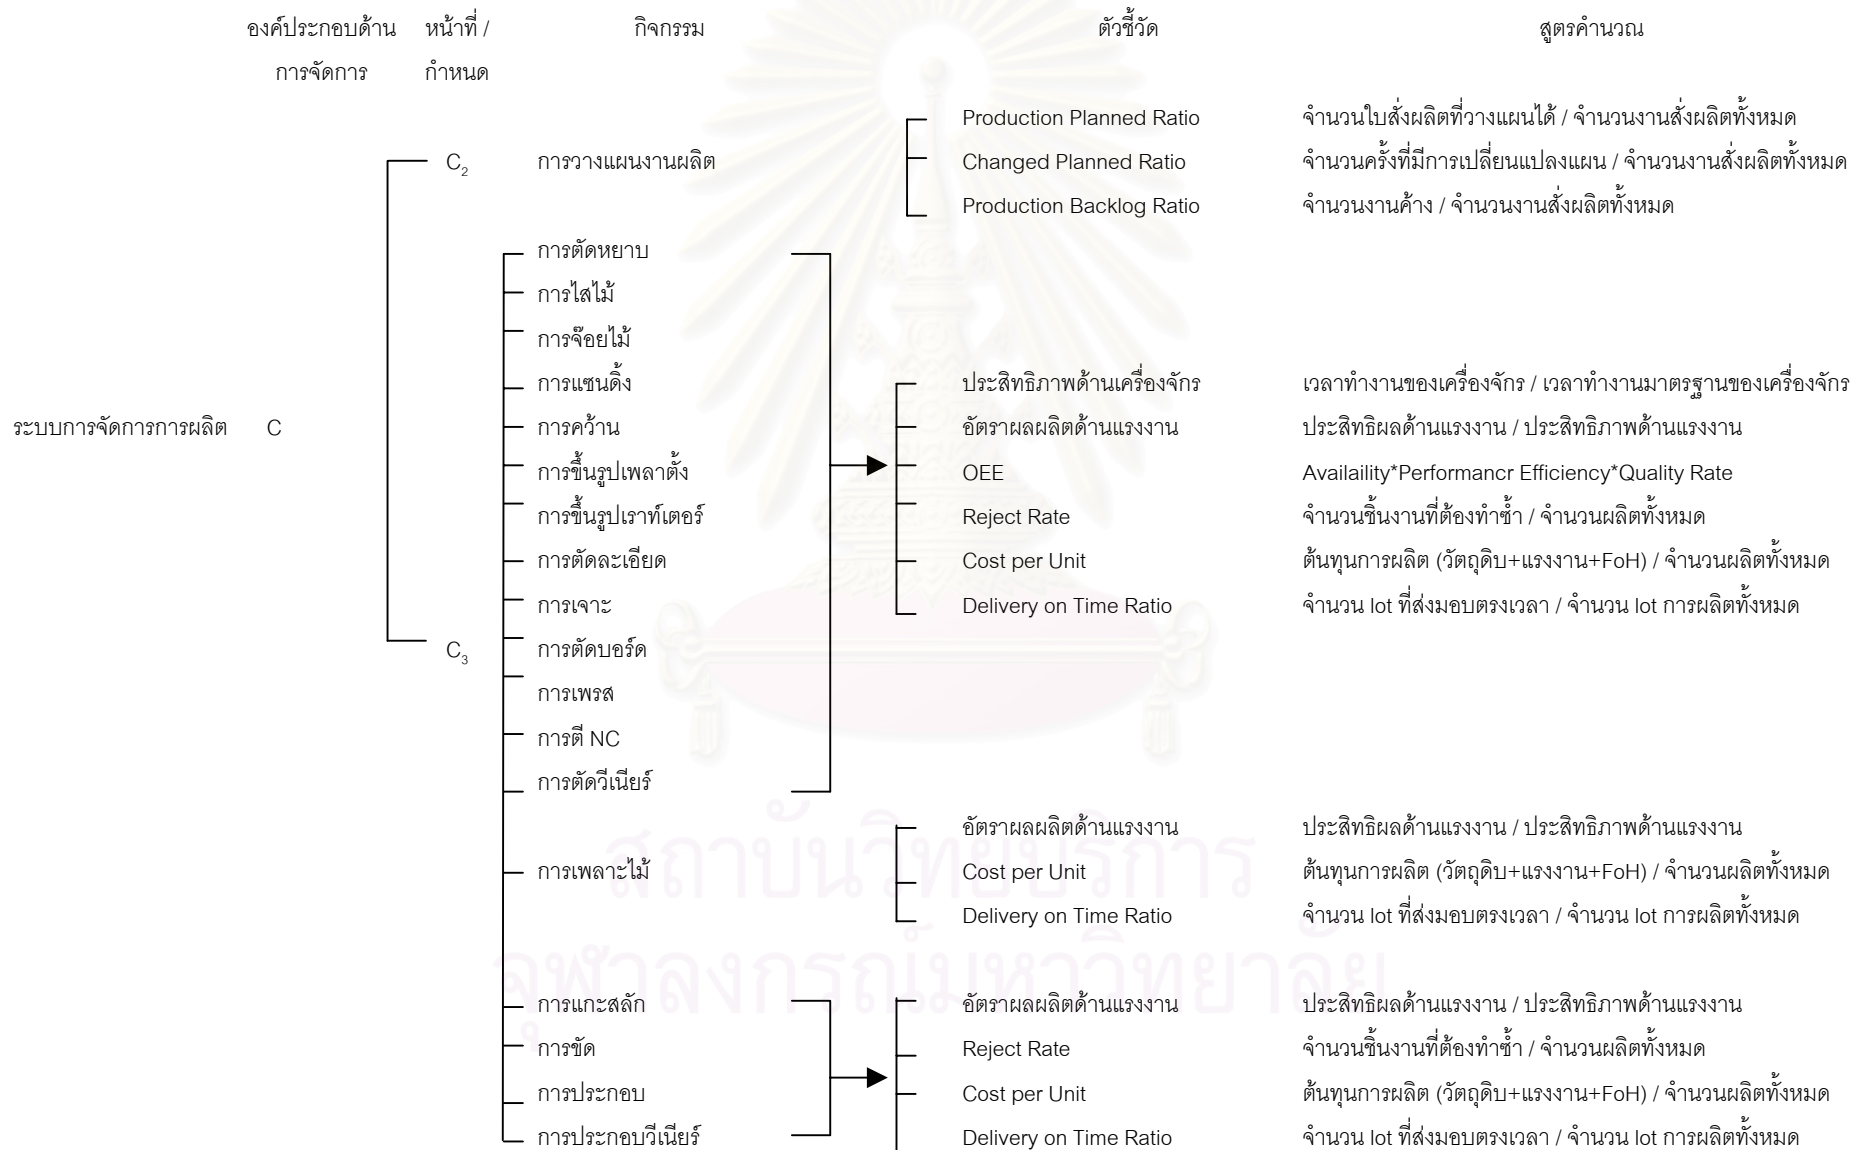 องค์ประกอบด้าน หน้าที่ / กิจกรรม ตัวชี้วัด สูตรคำนวณ
การจัดการ กำหนด
Production Planned Ratio จำนวนใบสั่งผลิตที่วางแผนได้ / จำนวนงานสั่งผลิตทั้งหมด
C₂ การวางแผนงานผลิต Changed Planned Ratio จำนวนครั้งที่มีการเปลี่ยนแปลงแผน / จำนวนงานสั่งผลิตทั้งหมด
Production Backlog Ratio จำนวนงานค้าง / จำนวนงานสั่งผลิตทั้งหมด
การตัดหยาบ
การไสไม้
การจ๊อยไม้
การแซนดิ้ง ประสิทธิภาพด้านเครื่องจักร เวลาทำงานของเครื่องจักร / เวลาทำงานมาตรฐานของเครื่องจักร
ระบบการจัดการการผลิต C การคว้าน อัตราผลผลิตด้านแรงงาน ประสิทธิผลด้านแรงงาน / ประสิทธิภาพด้านแรงงาน
การขึ้นรูปเพลาตั้ง OEE Availaility*Performancr Efficiency*Quality Rate
การขึ้นรูปเราท์เตอร์ Reject Rate จำนวนชิ้นงานที่ต้องทำซ้ำ / จำนวนผลิตทั้งหมด
การตัดละเอียด Cost per Unit ต้นทุนการผลิต (วัตถุดิบ+แรงงาน+FoH) / จำนวนผลิตทั้งหมด
การเจาะ Delivery on Time Ratio จำนวน lot ที่ส่งมอบตรงเวลา / จำนวน lot การผลิตทั้งหมด
C₃ การตัดบอร์ด
การเพรส
การตี NC
การตัดวีเนียร์
อัตราผลผลิตด้านแรงงาน ประสิทธิผลด้านแรงงาน / ประสิทธิภาพด้านแรงงาน
การเพลาะไม้ Cost per Unit ต้นทุนการผลิต (วัตถุดิบ+แรงงาน+FoH) / จำนวนผลิตทั้งหมด
Delivery on Time Ratio จำนวน lot ที่ส่งมอบตรงเวลา / จำนวน lot การผลิตทั้งหมด
การแกะสลัก อัตราผลผลิตด้านแรงงาน ประสิทธิผลด้านแรงงาน / ประสิทธิภาพด้านแรงงาน
การขัด Reject Rate จำนวนชิ้นงานที่ต้องทำซ้ำ / จำนวนผลิตทั้งหมด
การประกอบ Cost per Unit ต้นทุนการผลิต (วัตถุดิบ+แรงงาน+FoH) / จำนวนผลิตทั้งหมด
การประกอบวีเนียร์ Delivery on Time Ratio จำนวน lot ที่ส่งมอบตรงเวลา / จำนวน lot การผลิตทั้งหมด
สถาบันวิทยบริการ
จุฬาลงกรณ์มหาวิทยาลัย